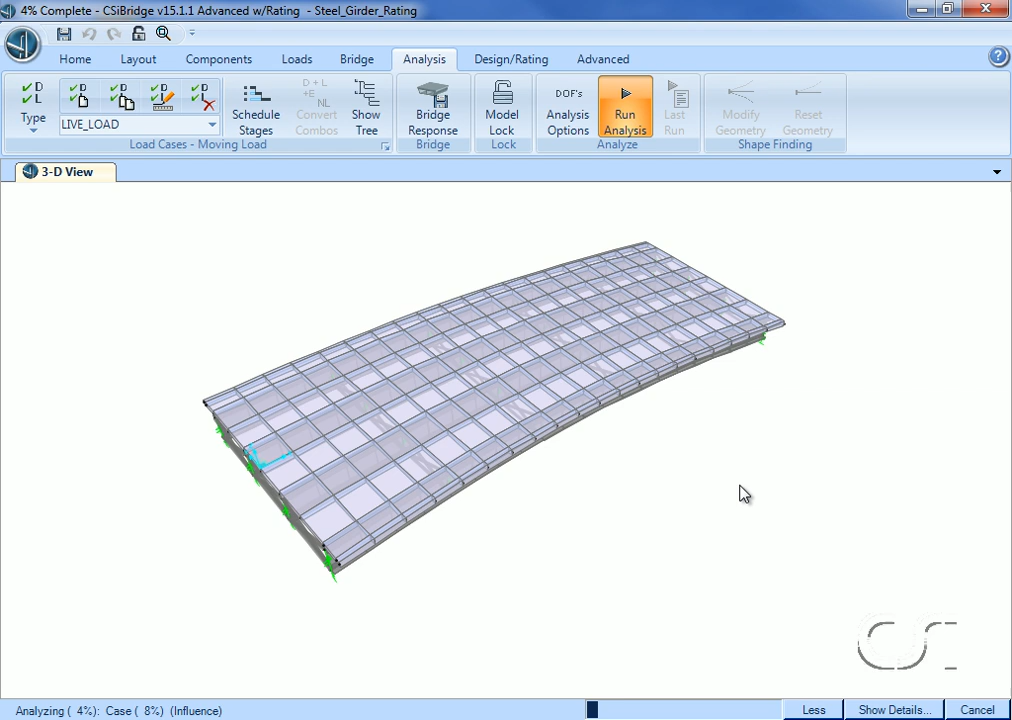 4% Complete - CSiBridge v15.1.1 Advanced w/Rating - Steel_Girder_Rating
Home Layout Components Loads Bridge Analysis Design/Rating Advanced
Type
LIVE_LOAD
Load Cases - Moving Load
Schedule Stages
Convert Combos
Show Tree
Bridge Response
Bridge
Model Lock
Lock
DOF's
Analysis Options
Run Analysis
Last Run
Analyze
Modify Geometry
Reset Geometry
Shape Finding
3-D View
CSI
Analyzing ( 4%): Case ( 8%) (Influence)
Less Show Details... Cancel